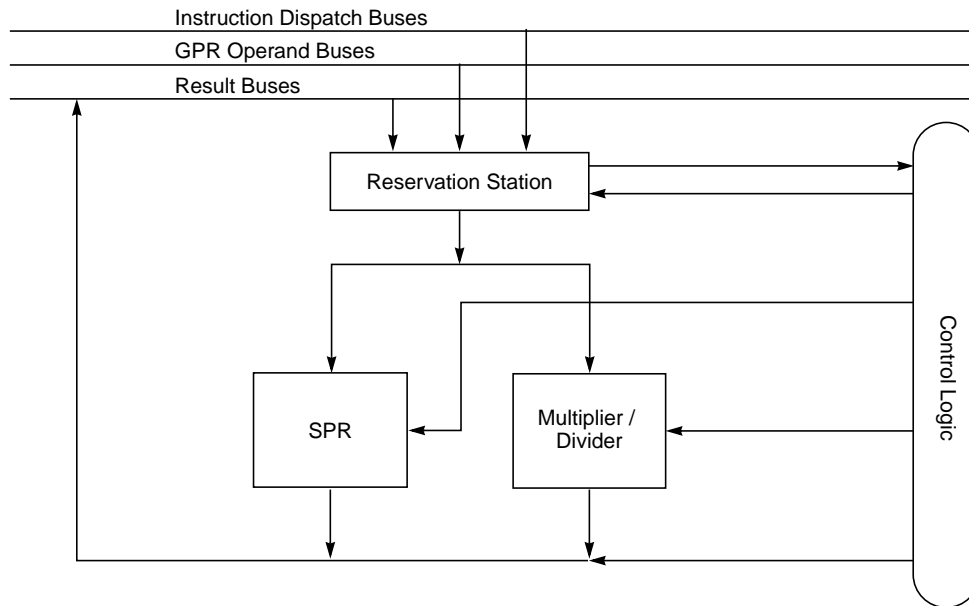 Instruction Dispatch Buses
GPR Operand Buses
Result Buses
Reservation Station
Control Logic
SPR
Multiplier /
Divider